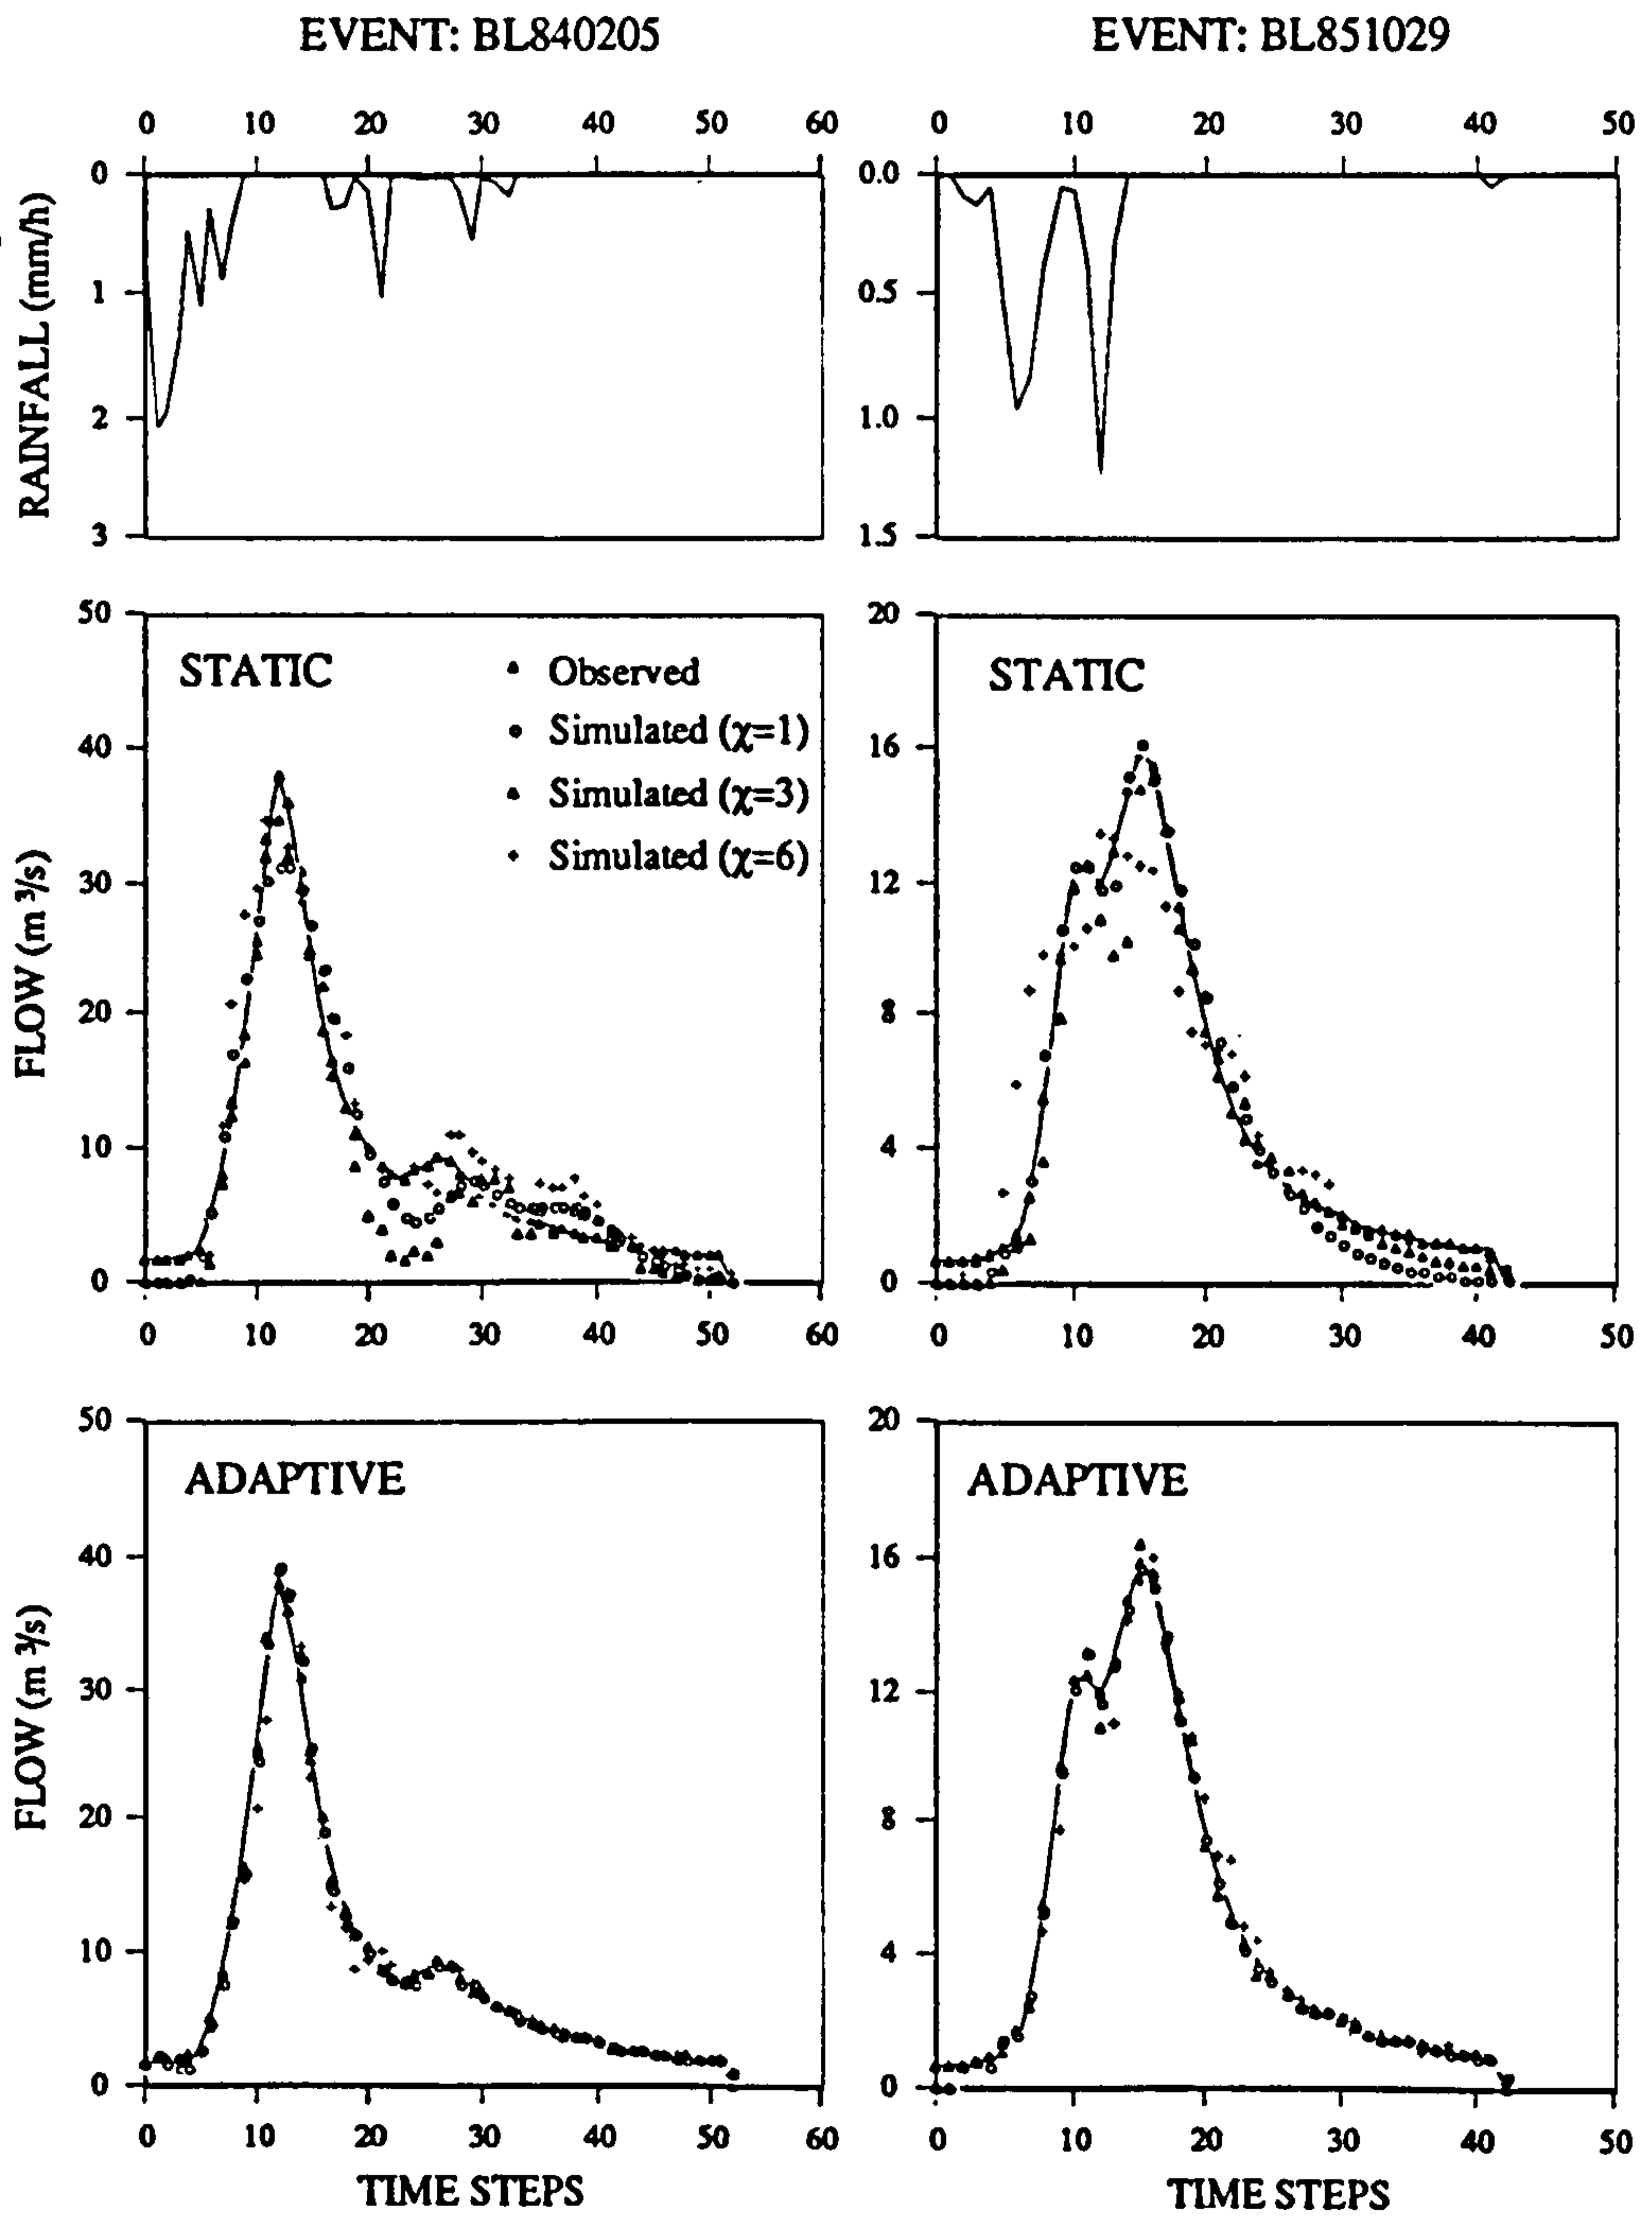 EVENT: BL840205
EVENT: BL851029
0 10 20 30 40 50 60
0 10 20 30 40 50
RAINFALL (mm/h)
0
1
2
3
0.0
0.5
1.0
1.5
FLOW (m³/s)
50
40
30
20
10
0
STATIC
Observed
Simulated (χ=1)
Simulated (χ=3)
Simulated (χ=6)
0 10 20 30 40 50 60
20
16
12
8
4
0
STATIC
0 10 20 30 40 50
FLOW (m³/s)
50
40
30
20
10
0
ADAPTIVE
0 10 20 30 40 50 60
TIME STEPS
20
16
12
8
4
0
ADAPTIVE
0 10 20 30 40 50
TIME STEPS